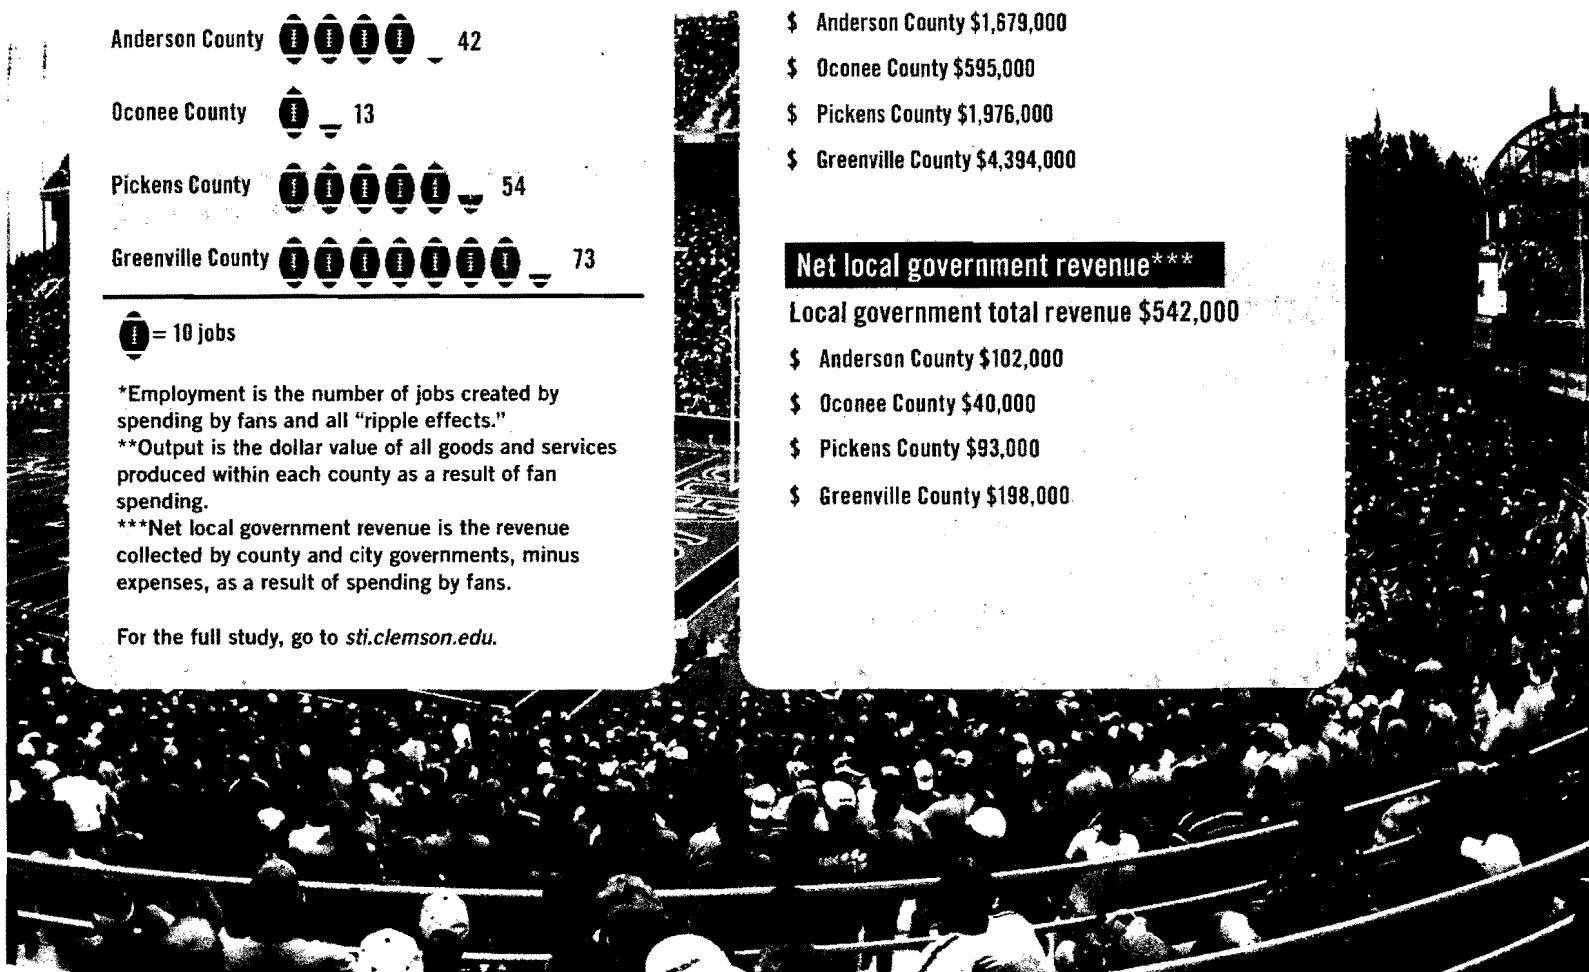 Anderson County 42
Oconee County 13
Pickens County 54
Greenville County 73
= 10 jobs
*Employment is the number of jobs created by
spending by fans and all “ripple effects.”
**Output is the dollar value of all goods and services
produced within each county as a result of fan
spending.
***Net local government revenue is the revenue
collected by county and city governments, minus
expenses, as a result of spending by fans.
For the full study, go to sti.clemson.edu.
$ Anderson County $1,679,000
$ Oconee County $595,000
$ Pickens County $1,976,000
$ Greenville County $4,394,000
Net local government revenue***
Local government total revenue $542,000
$ Anderson County $102,000
$ Oconee County $40,000
$ Pickens County $93,000
$ Greenville County $198,000